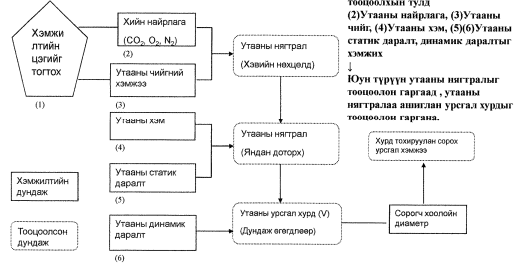 Хэмжи
лтийн
цэгийг
тогтох
(1)
Хийн найрлага
(CO2, O2, N2)
(2)
Утааны чийгний
хэмжээ
(3)
Утааны хэм
(4)
Утааны статик
даралт
(5)
Утааны динамик
даралт
(6)
Утааны нягтрал
(Хэвийн нөхцөлд)
Утааны нягтрал
(Яндан доторх)
Утааны урсгал хурд (V)
(Дундаж өгөгдлөөр)
Сорогч хоолойн
диаметр
Хурд тохируулан сорох
урсгал хэмжээ
Хэмжилтийн
дундаж
Тооцоолсон
дундаж
тооцоолхын тулд
(2)Утааны найрлага, (3)Утааны
чийг, (4)Утааны хэм, (5)(6)Утааны
статик даралт, динамик даралтыг
хэмжих
↓
Юун түрүүн утааны нягтралыг
тооцоолон гаргаад , утааны
нягтралаа ашиглан урсгал хурдыг
тооцоолон гаргана.